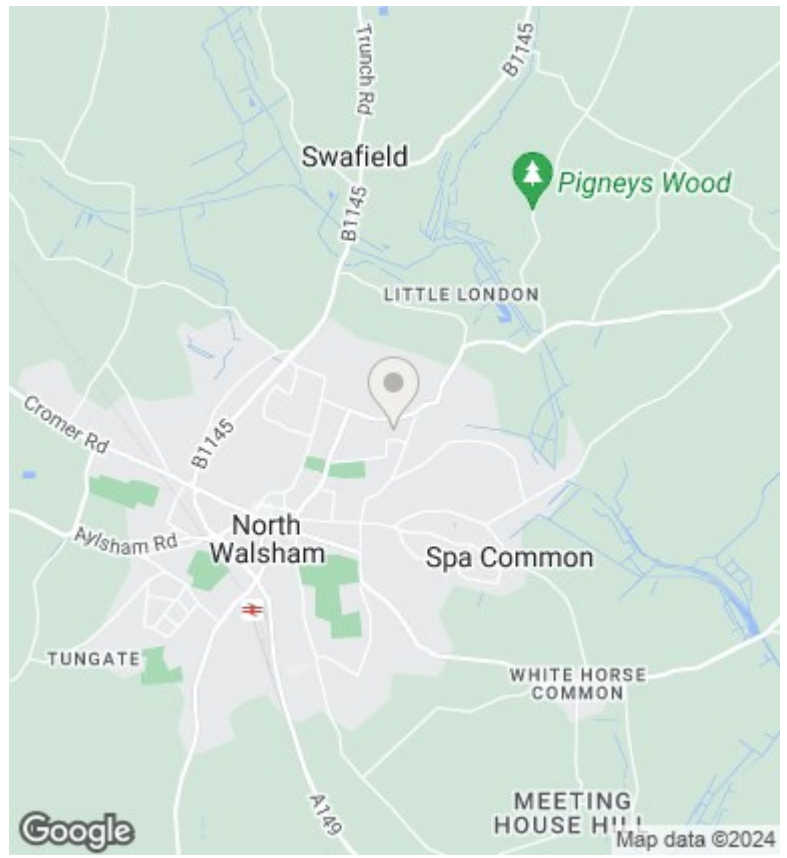 Trunch Rd
B1145
Swafield
Pigneys Wood
B1145
LITTLE LONDON
Cromer Rd
B1145
North
Walsham
Aylsham Rd
Spa Common
TUNGATE
WHITE HORSE
COMMON
A149
MEETING
HOUSE HILL
Google
Map data ©2024